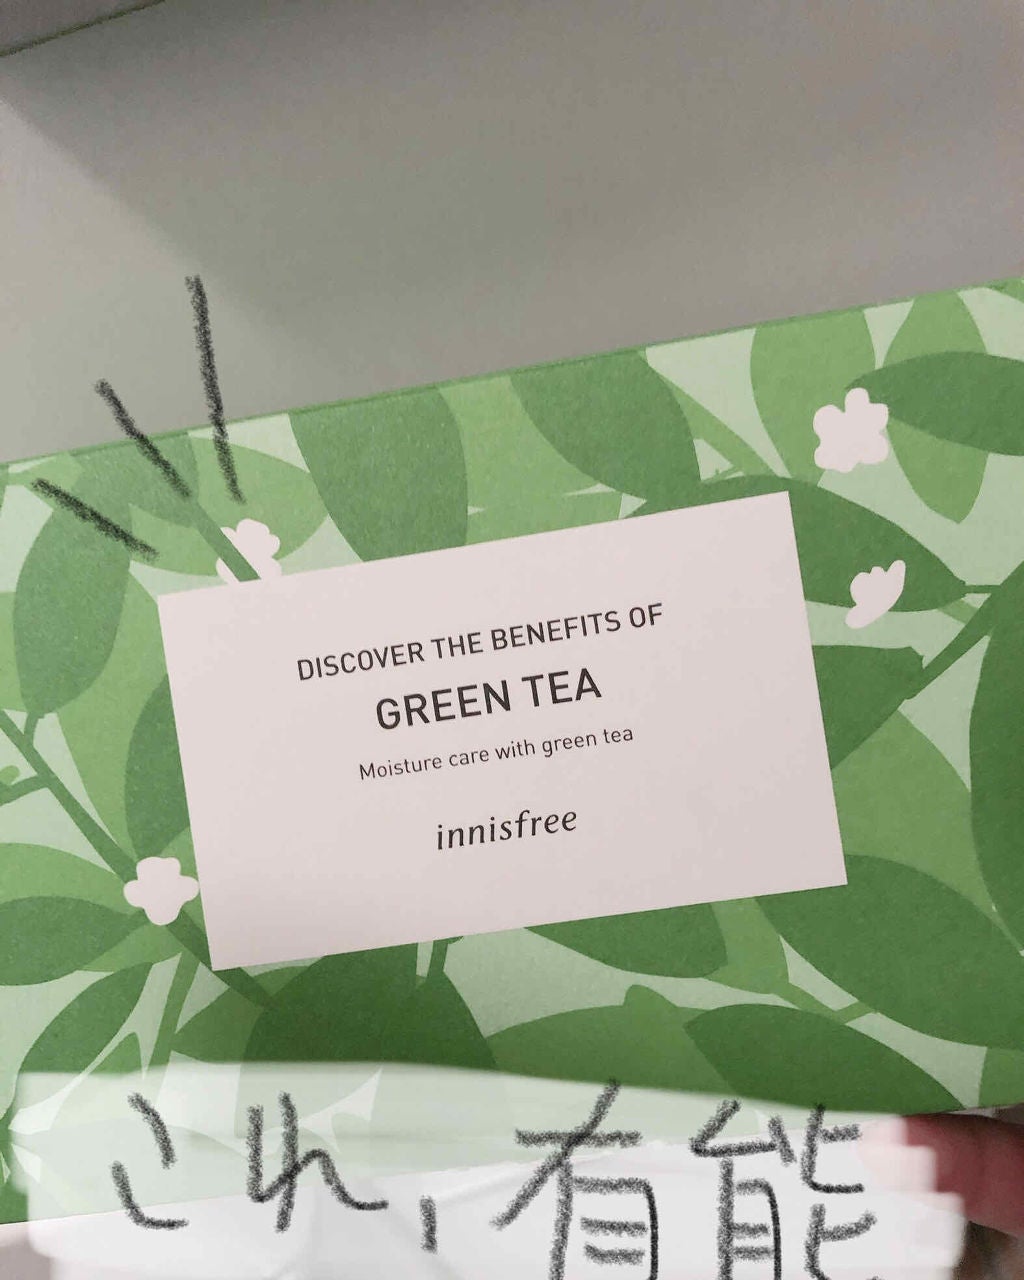 DISCOVER THE BENEFITS OF
GREEN TEA
Moisture care with green tea
innisfree
これ,有能